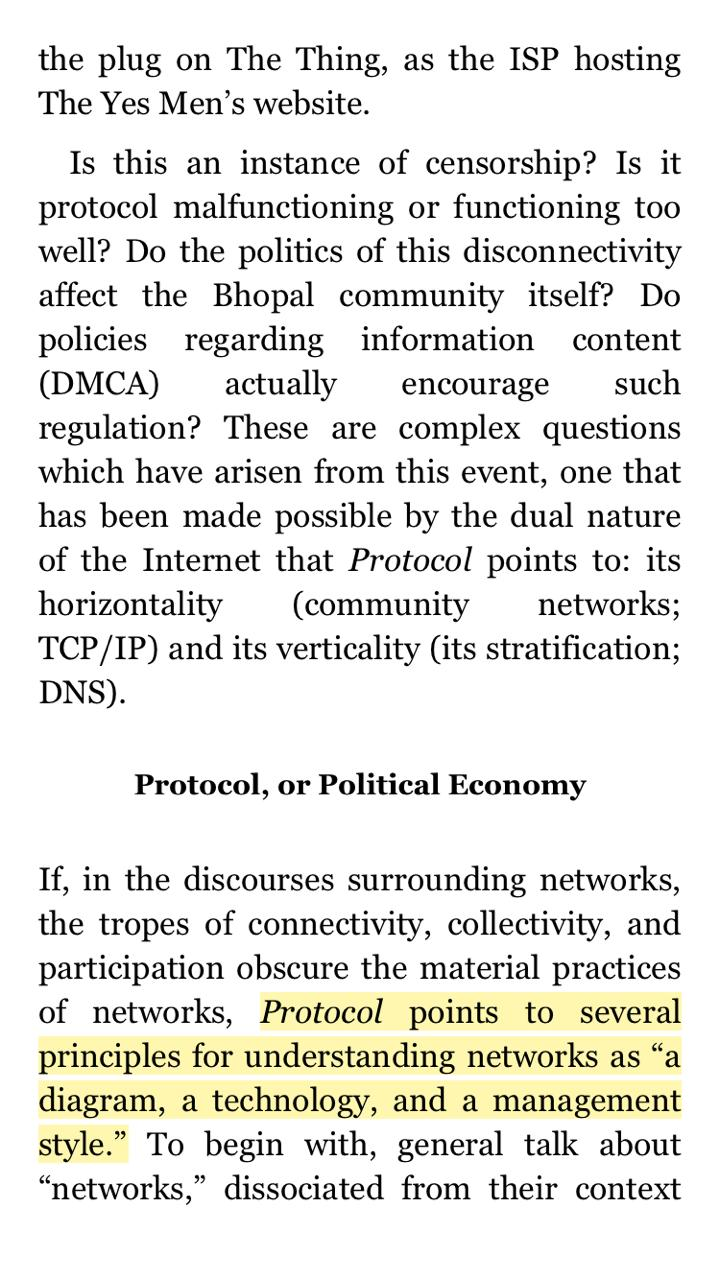 the plug on The Thing, as the ISP hosting
The Yes Men’s website.
Is this an instance of censorship? Is it
protocol malfunctioning or functioning too
well? Do the politics of this disconnectivity
affect the Bhopal community itself? Do
policies regarding information content
(DMCA) actually encourage such
regulation? These are complex questions
which have arisen from this event, one that
has been made possible by the dual nature
of the Internet that Protocol points to: its
horizontality (community networks;
TCP/IP) and its verticality (its stratification;
DNS).
Protocol, or Political Economy
If, in the discourses surrounding networks,
the tropes of connectivity, collectivity, and
participation obscure the material practices
of networks, Protocol points to several
principles for understanding networks as “a
diagram, a technology, and a management
style.” To begin with, general talk about
“networks,” dissociated from their context